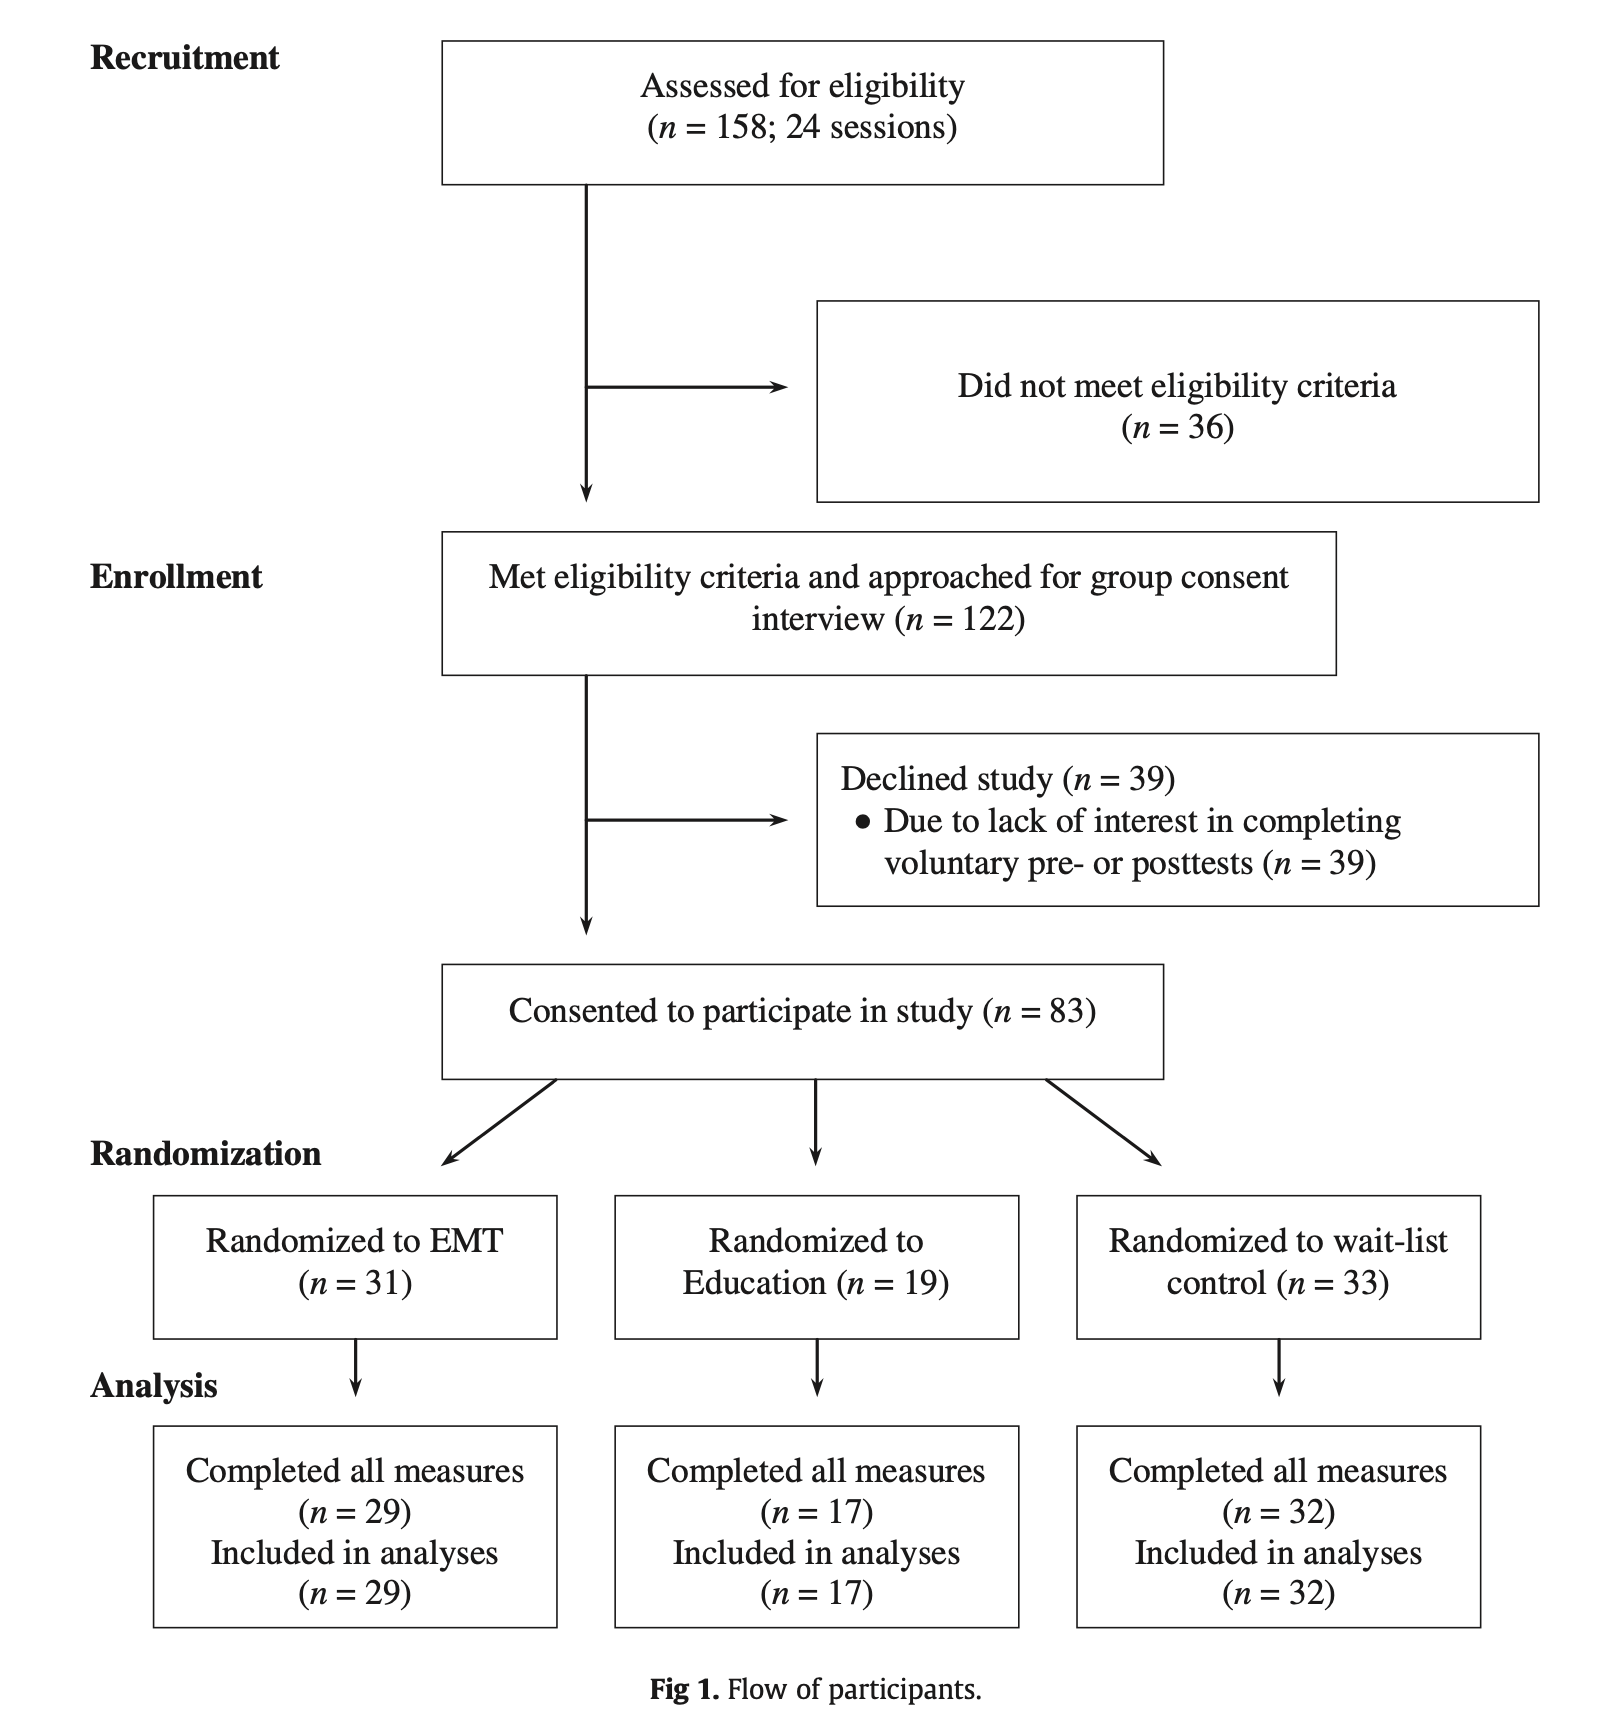 Recruitment
Assessed for eligibility
(n = 158; 24 sessions)
Did not meet eligibility criteria
(n = 36)
Enrollment
Met eligibility criteria and approached for group consent
interview (n = 122)
Declined study (n = 39)
● Due to lack of interest in completing
voluntary pre- or posttests (n = 39)
Consented to participate in study (n = 83)
Randomization
Randomized to EMT
(n = 31)
Randomized to
Education (n = 19)
Randomized to wait-list
control (n = 33)
Analysis
Completed all measures
(n = 29)
Included in analyses
(n = 29)
Completed all measures
(n = 17)
Included in analyses
(n = 17)
Completed all measures
(n = 32)
Included in analyses
(n = 32)
Fig 1. Flow of participants.